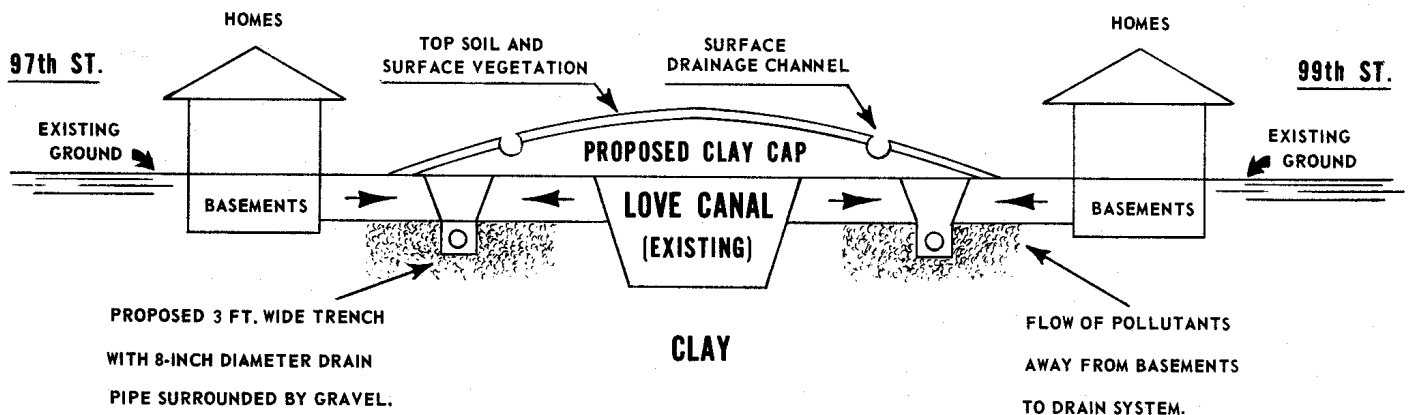 HOMES
HOMES
97th ST.
TOP SOIL AND
SURFACE VEGETATION
SURFACE
DRAINAGE CHANNEL
99th ST.
EXISTING
GROUND
EXISTING
GROUND
PROPOSED CLAY CAP
BASEMENTS
LOVE CANAL
(EXISTING)
BASEMENTS
PROPOSED 3 FT. WIDE TRENCH
WITH 8-INCH DIAMETER DRAIN
PIPE SURROUNDED BY GRAVEL.
CLAY
FLOW OF POLLUTANTS
AWAY FROM BASEMENTS
TO DRAIN SYSTEM.